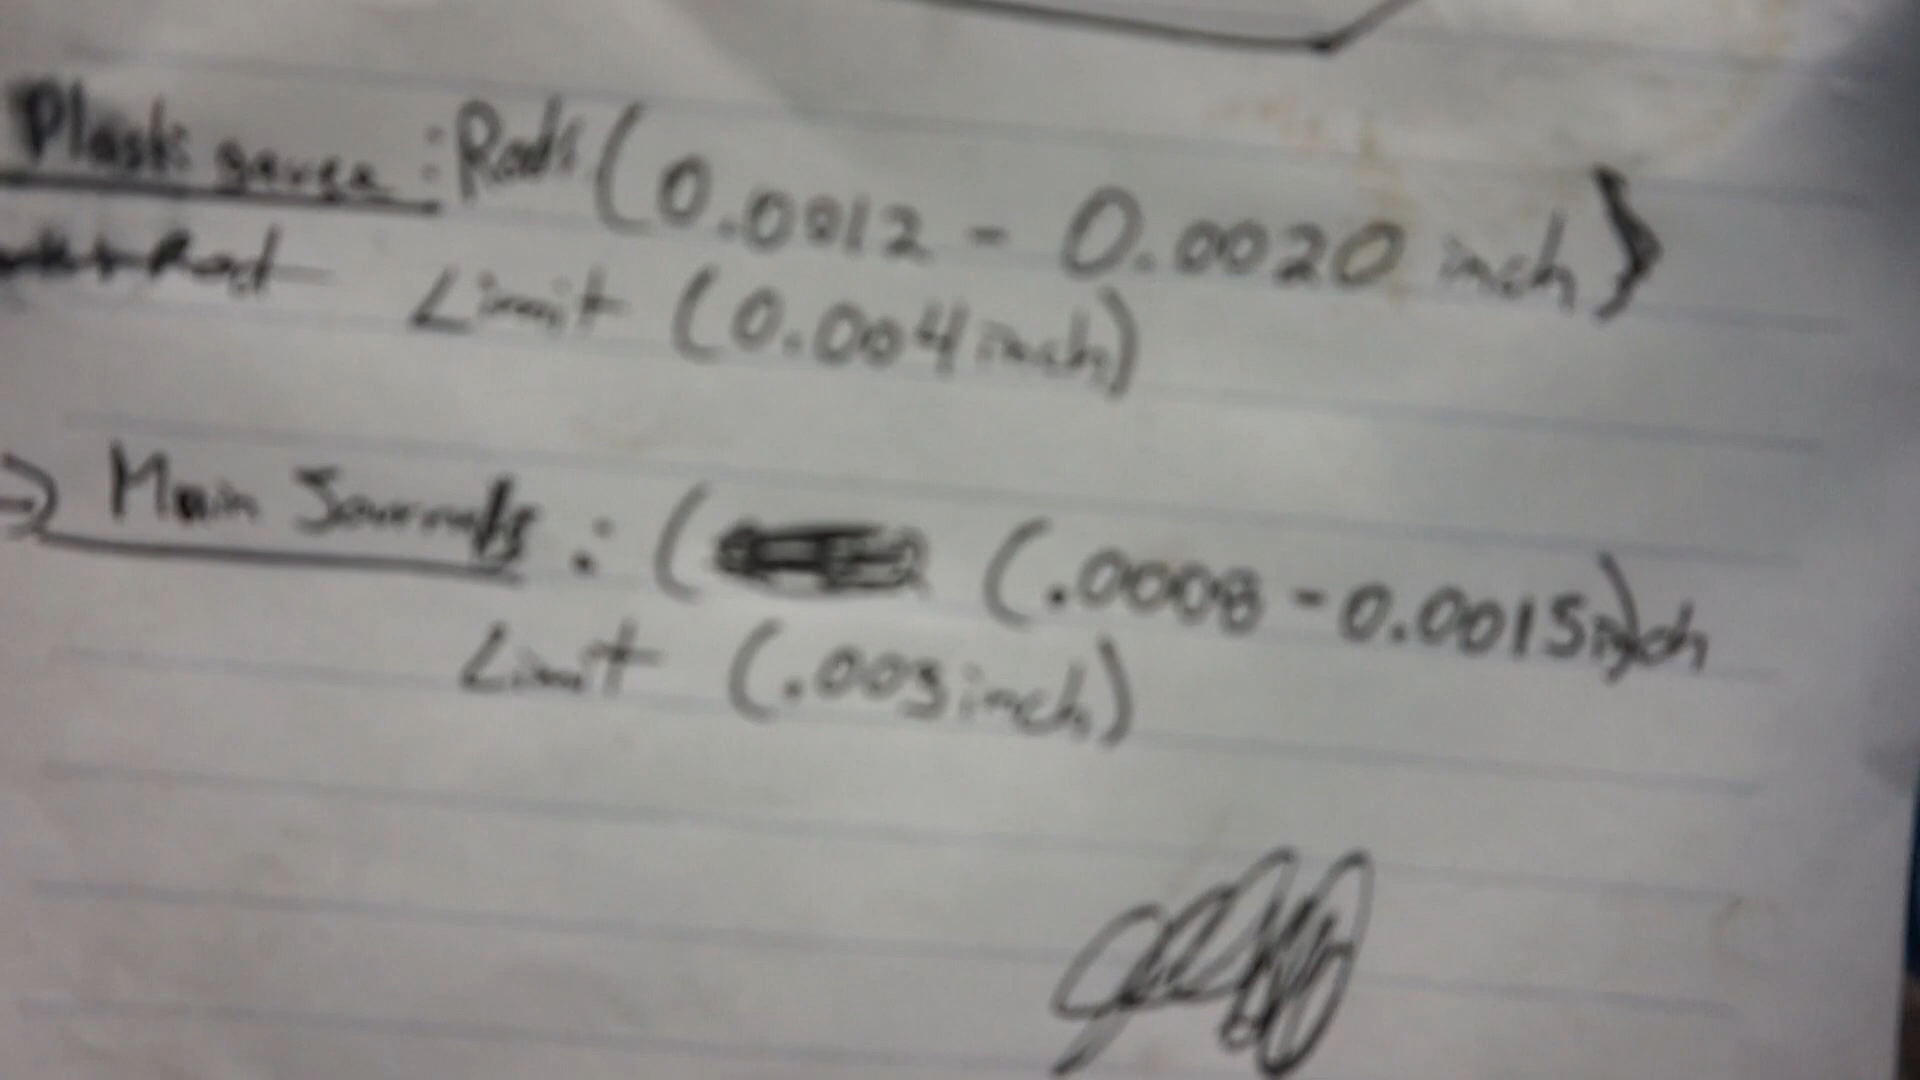 Plasti gauge : Rods (0.0012 - 0.0020 inch)
Rod Limit (0.004 inch)
⇒ Main Journals : ( (.0008 - 0.0015 inch)
Limit (.003 inch)